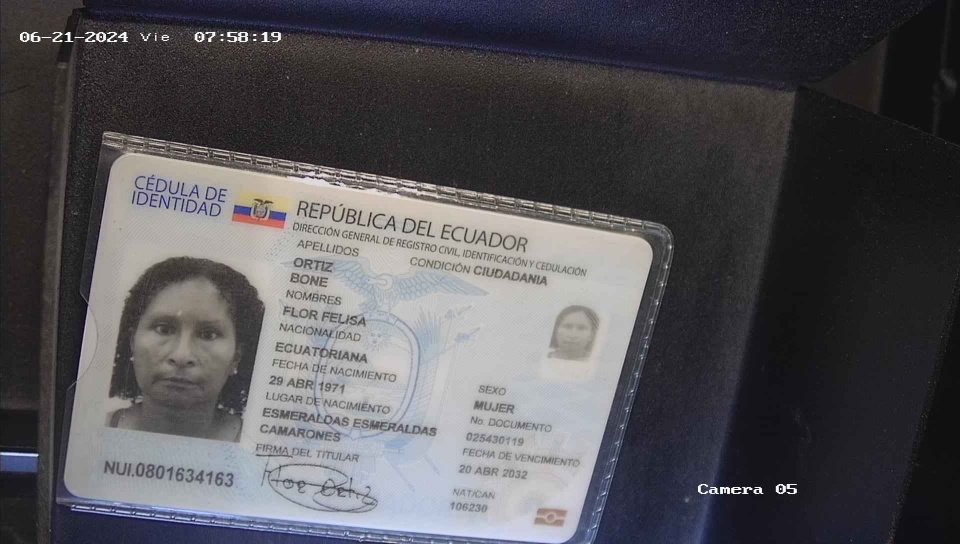 06-21-2024 Vie 07:58:19
CÉDULA DE
IDENTIDAD
REPÚBLICA DEL ECUADOR
DIRECCIÓN GENERAL DE REGISTRO CIVIL, IDENTIFICACIÓN Y CEDULACIÓN
APELLIDOS
CONDICIÓN CIUDADANIA
ORTIZ
BONE
NOMBRES
FLOR FELISA
NACIONALIDAD
ECUATORIANA
FECHA DE NACIMIENTO
29 ABR 1971
LUGAR DE NACIMIENTO
ESMERALDAS ESMERALDAS
CAMARONES
FIRMA DEL TITULAR
SEXO
MUJER
No. DOCUMENTO
025430119
FECHA DE VENCIMIENTO
20 ABR 2032
NAT/CAN
106230
NUI.0801634163
Camera 05